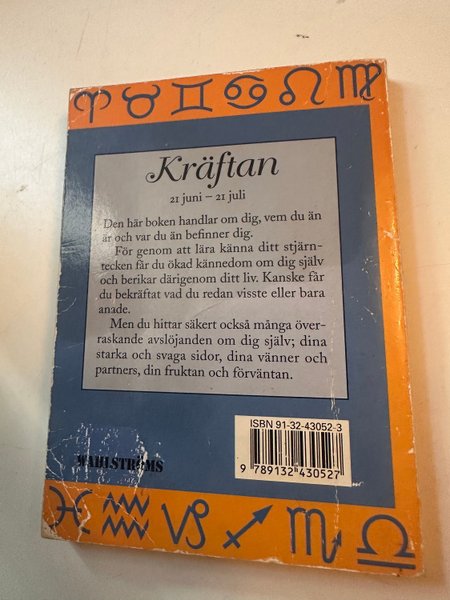 ♈ ♉ ♊ ♋ ♌ ♍
Kräftan
21 juni – 21 juli
Den här boken handlar om dig, vem du än
är och var du än befinner dig.
För genom att lära känna ditt stjärn-
tecken får du ökad kännedom om dig själv
och berikar därigenom ditt liv. Kanske får
du bekräftat vad du redan visste eller bara
anade.
Men du hittar säkert också många över-
raskande avslöjanden om dig själv; dina
starka och svaga sidor, dina vänner och
partners, din fruktan och förväntan.
ISBN 91-32-43052-3
9 789132 430527
WAHLSTRÖMS
♓ ♒ ♑ ♐ ♏ ♎